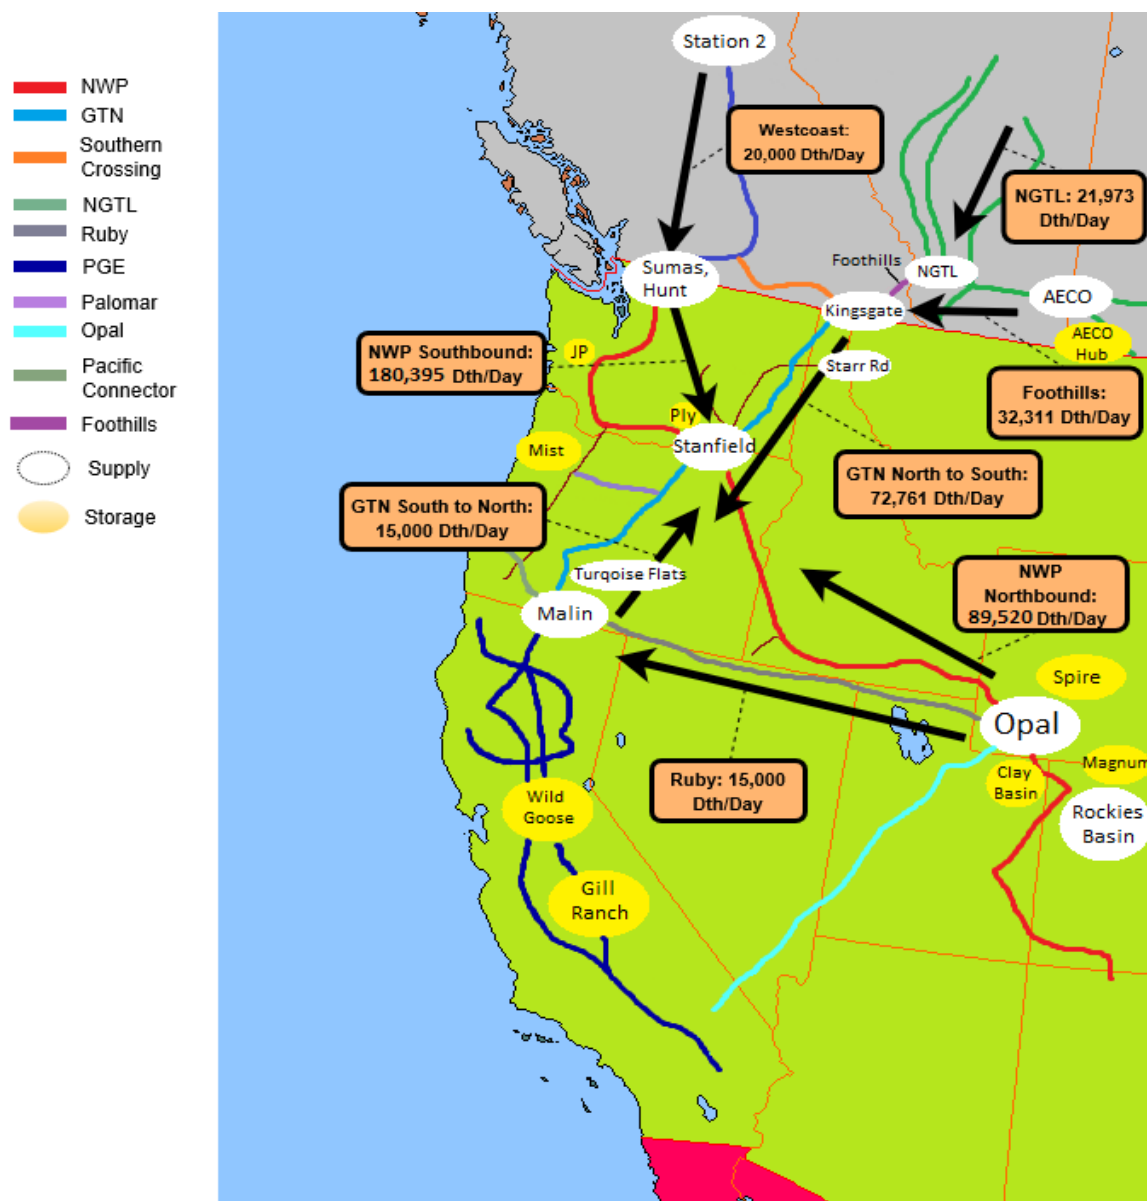 NWP
GTN
Southern
Crossing
NGTL
Ruby
PGE
Palomar
Opal
Pacific
Connector
Foothills
Supply
Storage
Station 2
Westcoast:
20,000 Dth/Day
NGTL: 21,973
Dth/Day
Sumas,
Hunt
Foothills
NGTL
AECO
Kingsgate
AECO
Hub
NWP Southbound:
180,395 Dth/Day
JP
Starr Rd
Foothills:
32,311 Dth/Day
Ply
Stanfield
Mist
GTN North to South:
72,761 Dth/Day
GTN South to North:
15,000 Dth/Day
Turqoise Flats
Malin
NWP
Northbound:
89,520 Dth/Day
Spire
Opal
Ruby: 15,000
Dth/Day
Clay
Basin
Magnum
Rockies
Basin
Wild
Goose
Gill
Ranch